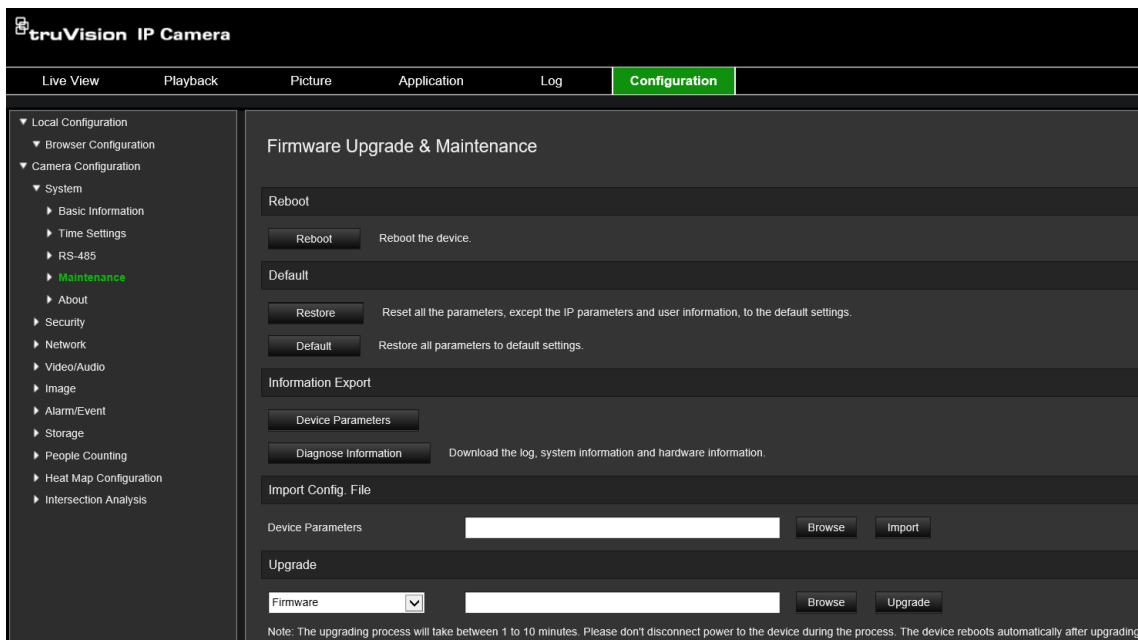 truVision IP Camera
Live View Playback Picture Application Log Configuration
Local Configuration
Browser Configuration
Camera Configuration
System
Basic Information
Time Settings
RS-485
Maintenance
About
Security
Network
Video/Audio
Image
Alarm/Event
Storage
People Counting
Heat Map Configuration
Intersection Analysis
Firmware Upgrade & Maintenance
Reboot
Reboot Reboot the device.
Default
Restore Reset all the parameters, except the IP parameters and user information, to the default settings.
Default Restore all parameters to default settings.
Information Export
Device Parameters
Diagnose Information Download the log, system information and hardware information.
Import Config. File
Device Parameters Browse Import
Upgrade
Firmware Browse Upgrade
Note: The upgrading process will take between 1 to 10 minutes. Please don't disconnect power to the device during the process. The device reboots automatically after upgrading